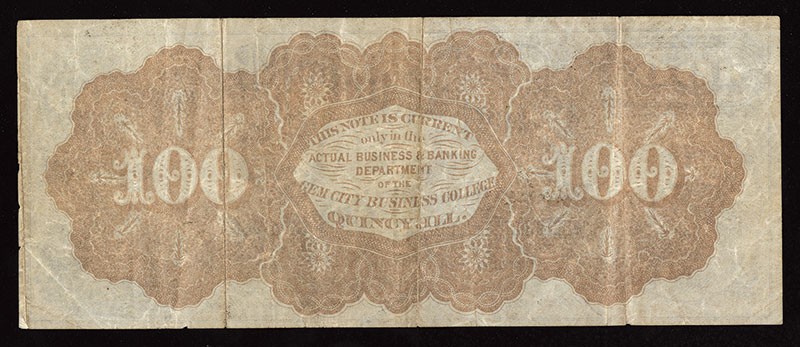 THIS NOTE IS CURRENT
only in the
ACTUAL BUSINESS & BANKING
DEPARTMENT
OF THE
GEM CITY BUSINESS COLLEGE
QUINCY, ILL.
100
100